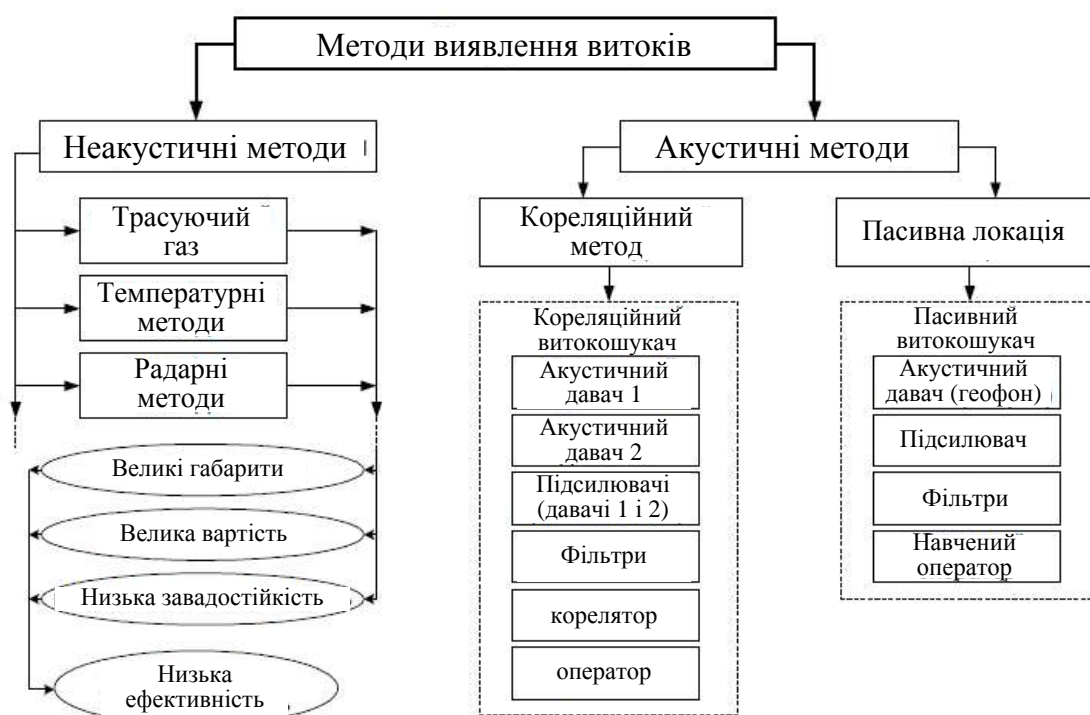 Методи виявлення витоків
Неакустичні методи
Трасуючий
газ
Температурні
методи
Радарні
методи
Великі габарити
Велика вартість
Низька завадостійкість
Низька
ефективність
Акустичні методи
Кореляційний
метод
Кореляційний
витокошукач
Акустичний
давач 1
Акустичний
давач 2
Підсилювачі
(давачі 1 і 2)
Фільтри
корелятор
оператор
Пасивна локація
Пасивний
витокошукач
Акустичний
давач (геофон)
Підсилювач
Фільтри
Навчений
оператор